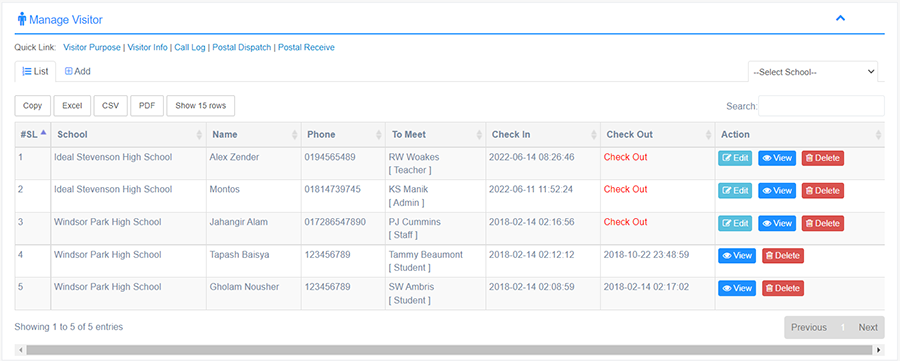 Manage Visitor
Quick Link: Visitor Purpose | Visitor Info | Call Log | Postal Dispatch | Postal Receive
List Add --Select School--
Copy Excel CSV PDF Show 15 rows Search:
#SL School Name Phone To Meet Check In Check Out Action
1 Ideal Stevenson High School Alex Zender 0194565489 RW Woakes 2022-06-14 08:26:46 Check Out Edit View Delete
[ Teacher ]
2 Ideal Stevenson High School Montos 01814739745 KS Manik 2022-06-11 11:52:24 Check Out Edit View Delete
[ Admin ]
3 Windsor Park High School Jahangir Alam 017286547890 PJ Cummins 2018-02-14 02:16:56 Check Out Edit View Delete
[ Staff ]
4 Windsor Park High School Tapash Baisya 123456789 Tammy Beaumont 2018-02-14 02:12:12 2018-10-22 23:48:59 View Delete
[ Student ]
5 Windsor Park High School Gholam Nousher 123456789 SW Ambris 2018-02-14 02:08:59 2018-02-14 02:17:02 View Delete
[ Student ]
Showing 1 to 5 of 5 entries Previous 1 Next